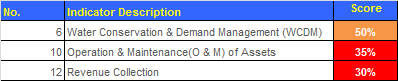 No. Indicator Description Score
6 Water Conservation & Demand Management (WCDM) 50%
10 Operation & Maintenance(O & M) of Assets 35%
12 Revenue Collection 30%